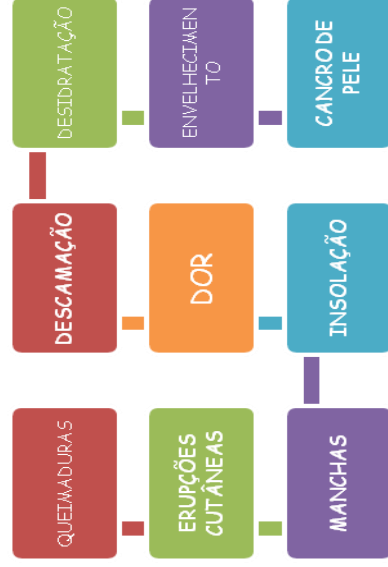 QUEIMADURAS
ERUPÇÕES
CUTÂNEAS
MANCHAS
INSOLAÇÃO
DOR
DESCAMAÇÃO
DESIDRATAÇÃO
ENVELHECIMEN
TO
CANCRO DE
PELE